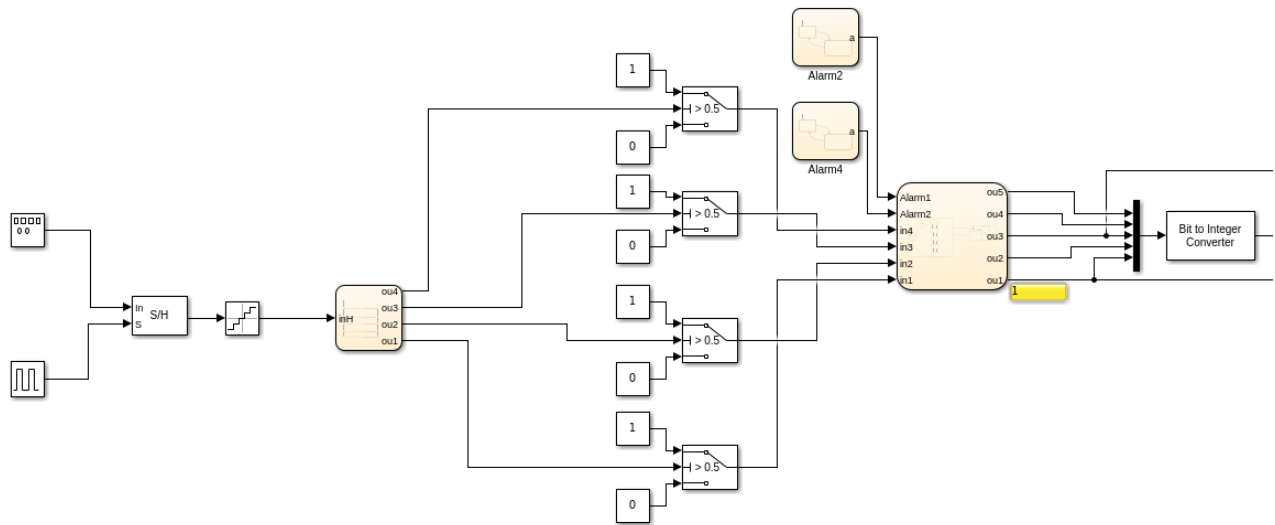 a
Alarm2
1
> 0.5
0
a
Alarm4
1
> 0.5
0
In
S
S/H
inH
ou4
ou3
ou2
ou1
1
> 0.5
0
1
> 0.5
0
Alarm1
Alarm2
in4
in3
in2
in1
ou5
ou4
ou3
ou2
ou1
1
Bit to Integer
Converter